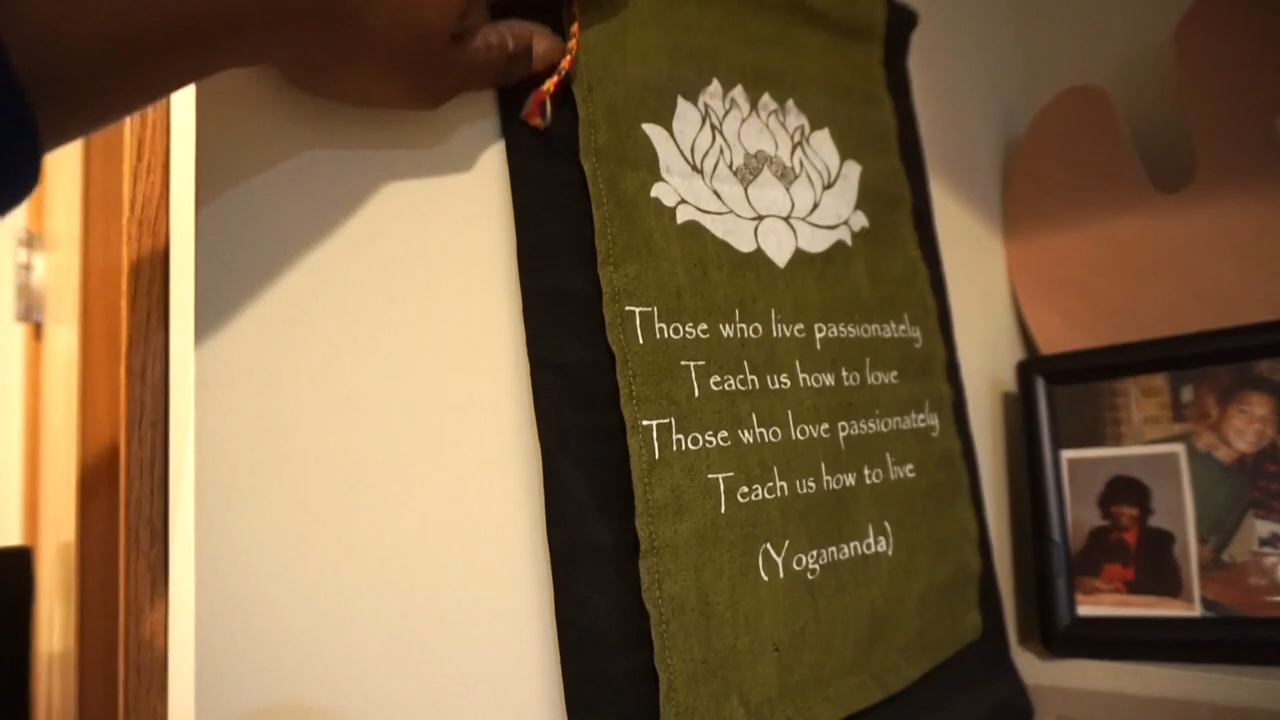 Those who live passionately
Teach us how to love
Those who love passionately
Teach us how to live
(Yogananda)